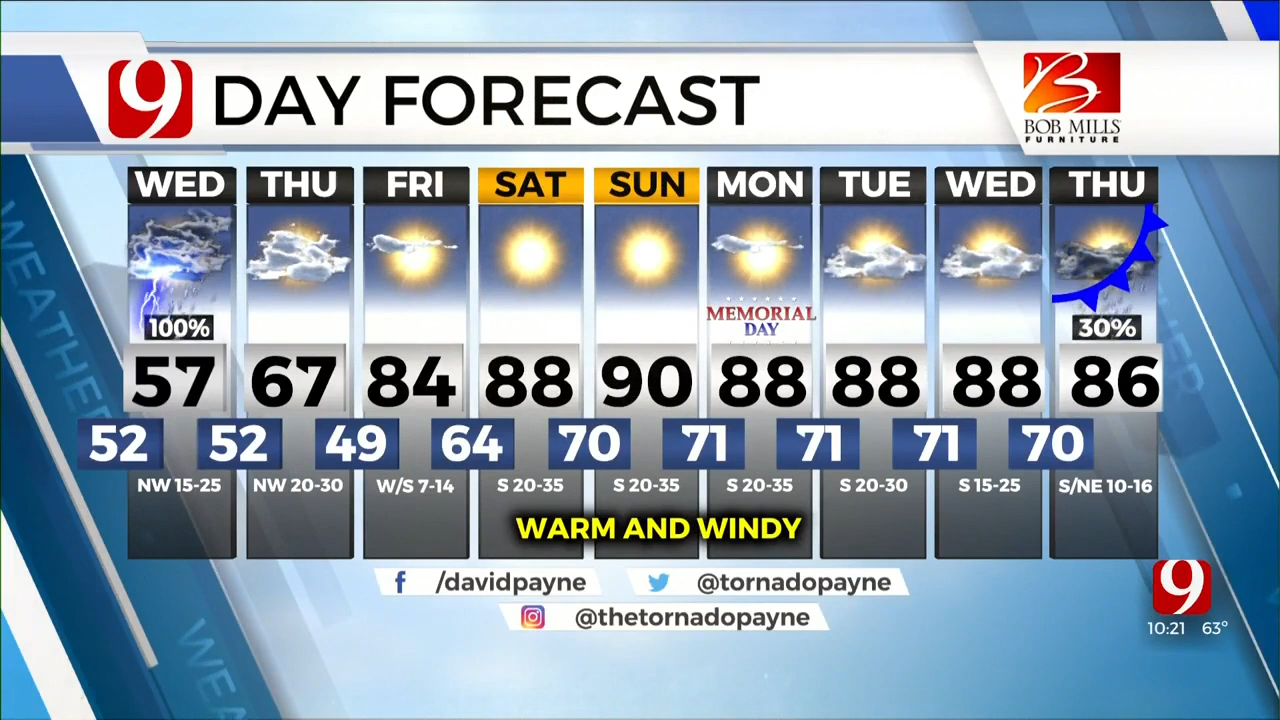 9 DAY FORECAST
BOB MILLS
FURNITURE
WED THU FRI SAT SUN MON TUE WED THU
MEMORIAL
DAY
100% 30%
57 67 84 88 90 88 88 88 86
52 52 49 64 70 71 71 71 70
NW 15-25 NW 20-30 W/S 7-14 S 20-35 S 20-35 S 20-35 S 20-30 S 15-25 S/NE 10-16
WARM AND WINDY
/davidpayne @tornadopayne
@thetornadopayne
9
10:21 63°
WEATHER
WEA